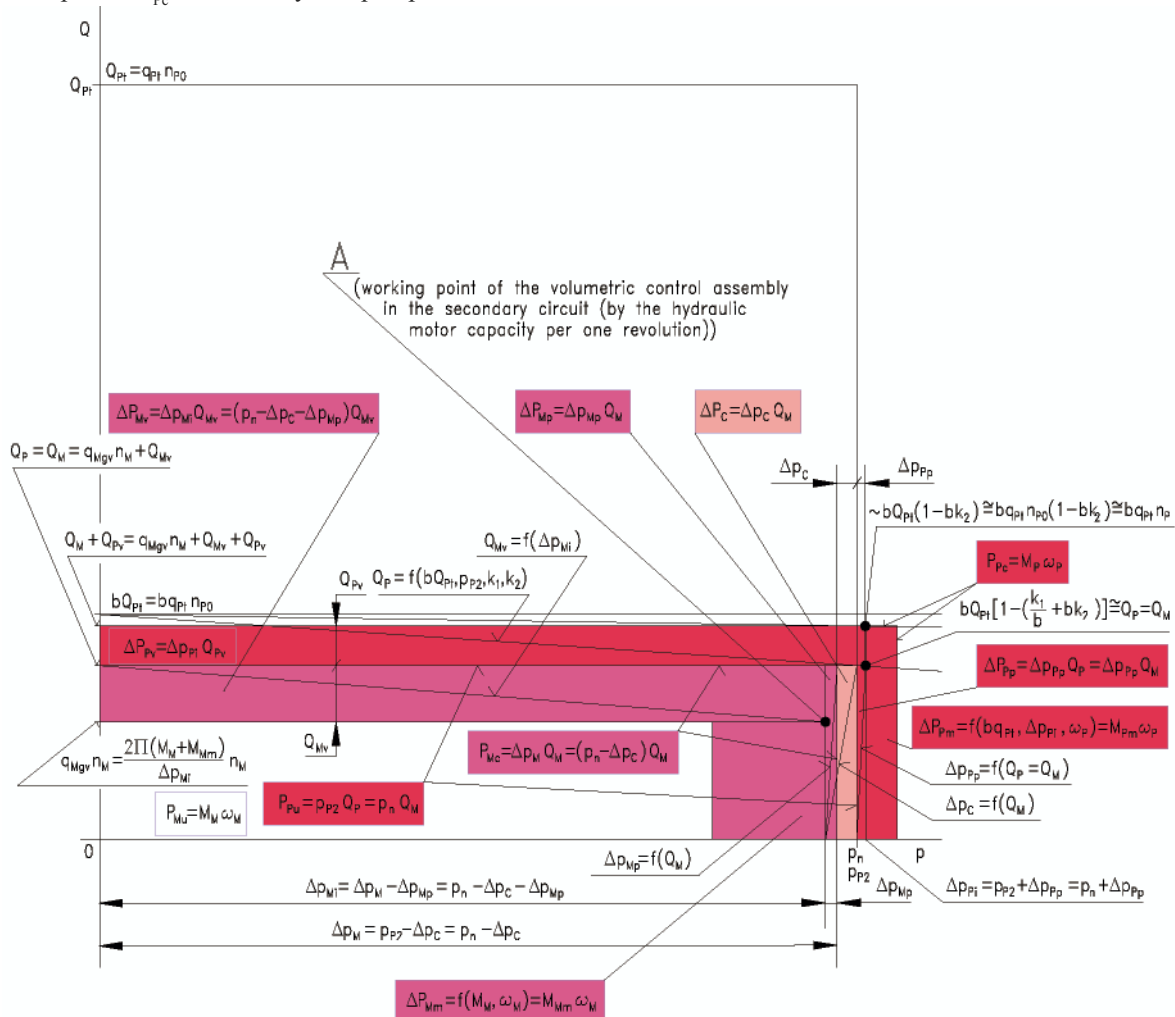 Q
Q_Pt=q_Pt n_P0
Q_Pt
A
(working point of the volumetric control assembly
in the secondary circuit (by the hydraulic
motor capacity per one revolution))
ΔP_Mv=Δp_Mi Q_Mv=(p_n-Δp_C-Δp_Mp)Q_Mv
ΔP_Mp=Δp_Mp Q_M
ΔP_C=Δp_C Q_M
Q_P=Q_M=q_Mgv n_M+Q_Mv
Δp_C
Δp_Pp
~bQ_Pt(1-bk_2)≅bq_Pt n_P0(1-bk_2)≅bq_Pt n_P
Q_M+Q_Pv=q_Mgv n_M+Q_Mv+Q_Pv
Q_Mv=f(Δp_Mi)
P_Pc=M_P ω_P
Q_Pv
Q_P=f(bQ_Pt,p_P2,k_1,k_2)
bQ_Pt=bq_Pt n_P0
bQ_Pt[1-(k_1/b+bk_2)]≅Q_P=Q_M
ΔP_Pv=Δp_Pi Q_Pv
ΔP_Pp=Δp_Pp Q_P=Δp_Pp Q_M
ΔP_Pm=f(bq_Pt,Δp_Pi,ω_P)=M_Pm ω_P
Q_Mv
P_Mc=Δp_M Q_M=(p_n-Δp_C)Q_M
q_Mgv n_M=2Π(M_M+M_Mm)/Δp_Mi n_M
Δp_Pp=f(Q_P=Q_M)
P_Mu=M_M ω_M
P_Pu=p_P2 Q_P=p_n Q_M
Δp_C=f(Q_M)
0
Δp_Mp=f(Q_M)
p_n
p
p_P2
Δp_Mi=Δp_M-Δp_Mp=p_n-Δp_C-Δp_Mp
Δp_Mp
Δp_Pi=p_P2+Δp_Pp=p_n+Δp_Pp
Δp_M=p_P2-Δp_C=p_n-Δp_C
ΔP_Mm=f(M_M,ω_M)=M_Mm ω_M